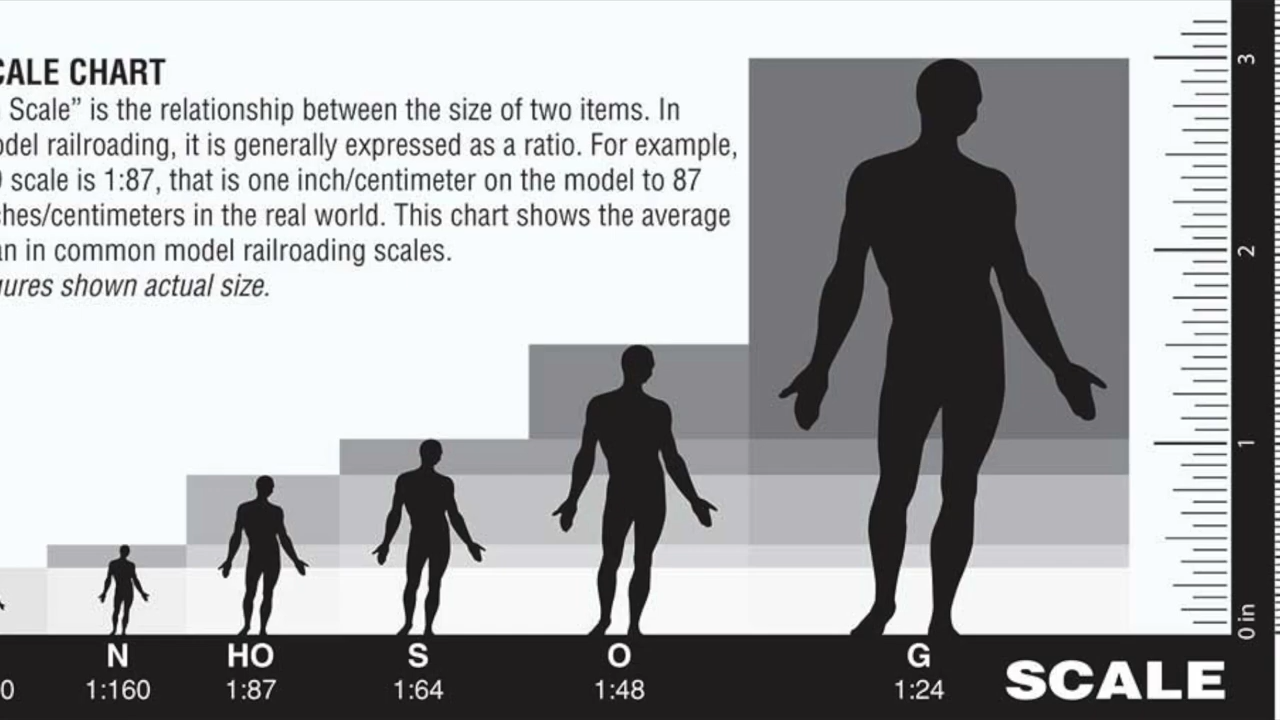 CALE CHART
Scale” is the relationship between the size of two items. In
odel railroading, it is generally expressed as a ratio. For example,
scale is 1:87, that is one inch/centimeter on the model to 87
ches/centimeters in the real world. This chart shows the average
an in common model railroading scales.
gures shown actual size.
3
2
1
0 in
N HO S O G
0 1:160 1:87 1:64 1:48 1:24
SCALE